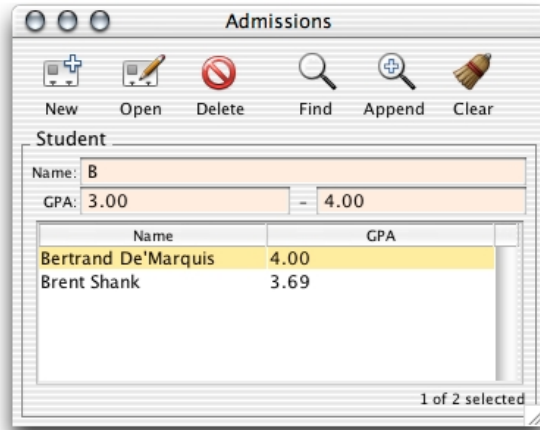 Admissions
New Open Delete Find Append Clear
Student
Name: B
GPA: 3.00 - 4.00
Name GPA
Bertrand De'Marquis 4.00
Brent Shank 3.69
1 of 2 selected